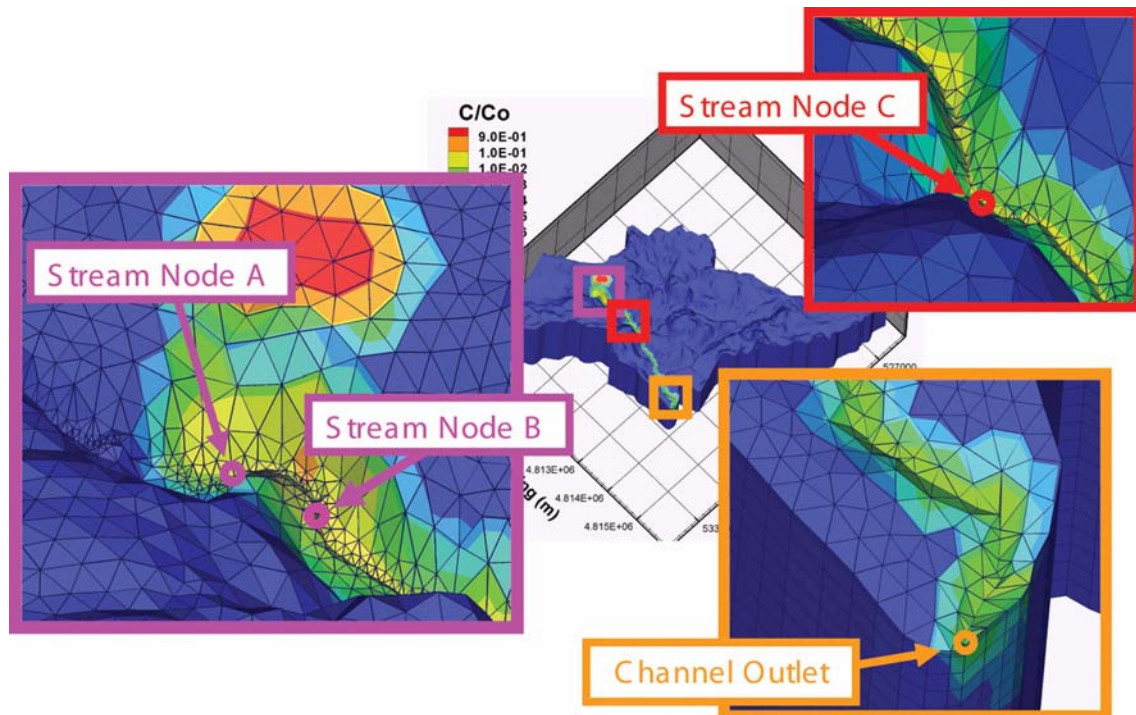 Stream Node C
C/Co
9.0E-01
1.0E-01
1.0E-02
Stream Node A
Stream Node B
527000
4.813E+06
4.814E+06
4.815E+06
(m)
533
Channel Outlet